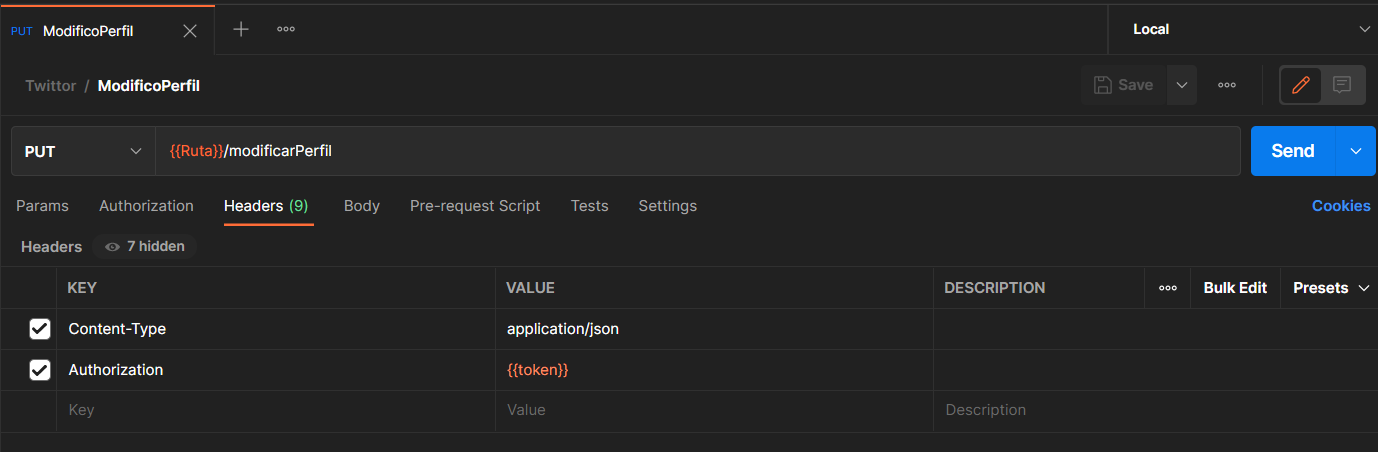 PUT ModificoPerfil
Local
Twittor / ModificoPerfil
Save
PUT {{Ruta}}/modificarPerfil Send
Params Authorization Headers (9) Body Pre-request Script Tests Settings Cookies
Headers 7 hidden
KEY VALUE DESCRIPTION Bulk Edit Presets
Content-Type application/json
Authorization {{token}}
Key Value Description